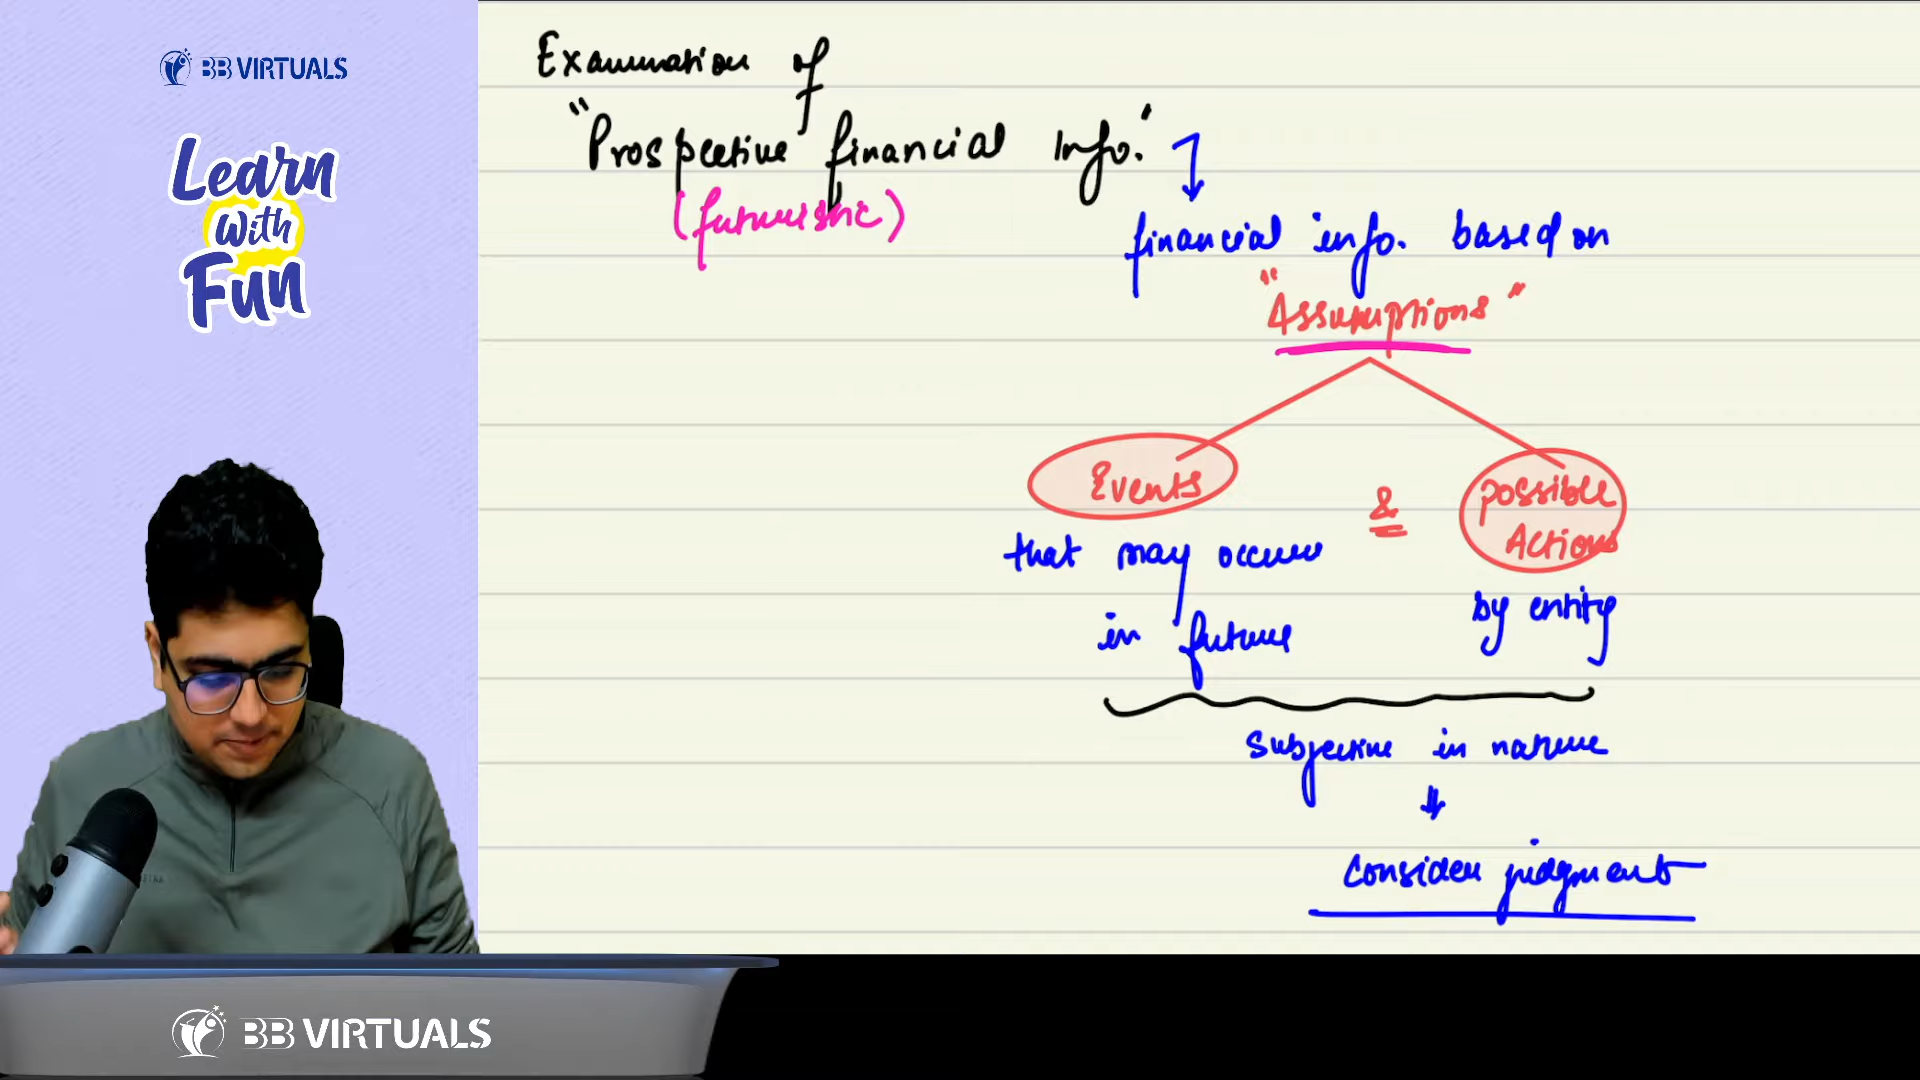 BB VIRTUALS
Learn
With
Fun
Examination of
"Prospective financial Info."
(futuristic)
financial info. based on
"Assumptions"
Events
&
possible
Actions
that may occur
by entity
in future
Subjective in nature
Consider judgment
BB VIRTUALS